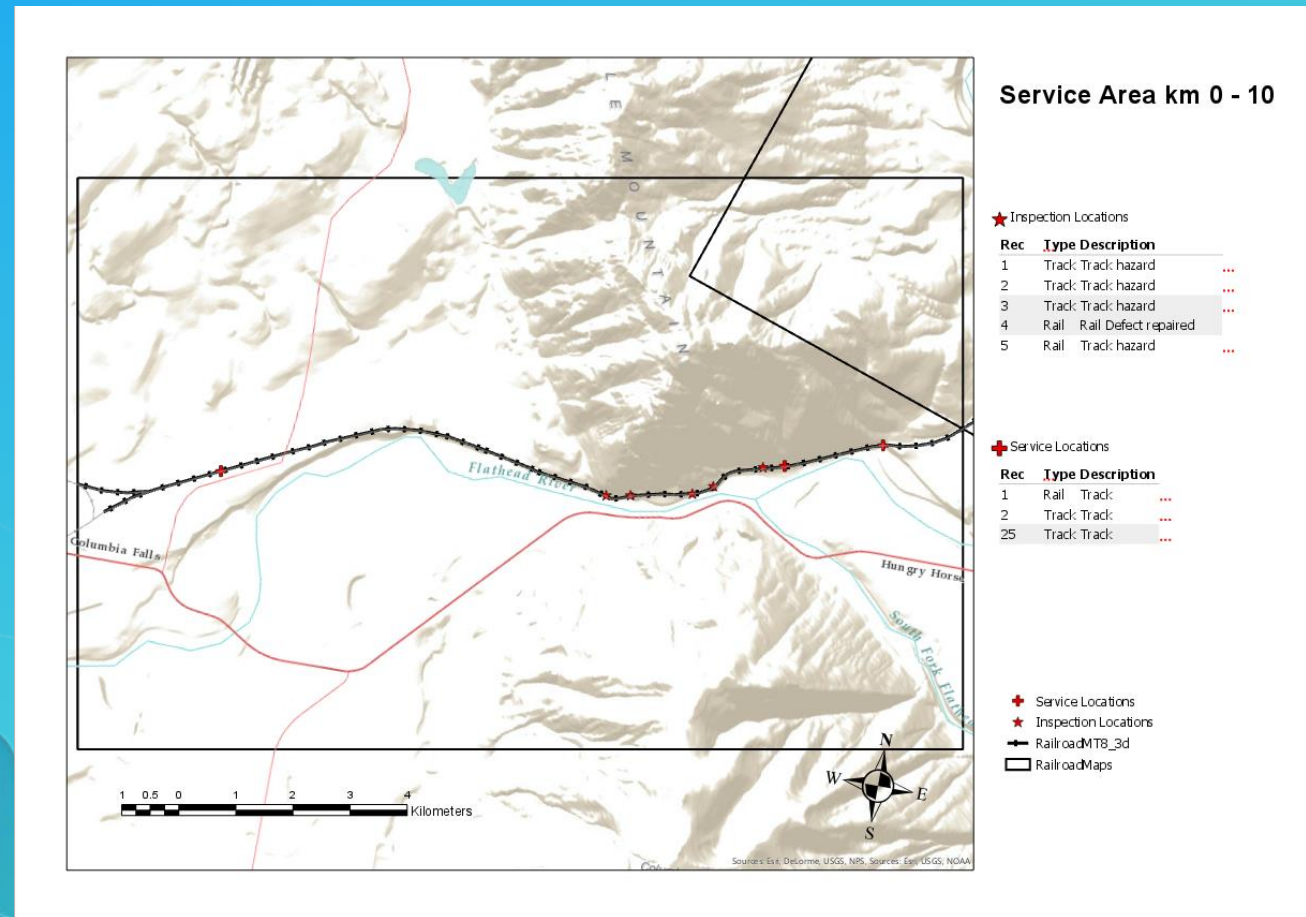 Service Area km 0 - 10
Inspection Locations
Rec Type Description
1 Track Track hazard ...
2 Track Track hazard ...
3 Track Track hazard ...
4 Rail Rail Defect repaired
5 Rail Track hazard ...
Service Locations
Rec Type Description
1 Rail Track ...
2 Track Track ...
25 Track Track ...
Service Locations
Inspection Locations
RailroadMT8_3d
RailroadMaps
L E M O U N T A I N
Flathead River
Columbia Falls
Hungry Horse
South Fork Flathea
N
W E
S
1 0.5 0 1 2 3 4
Kilometers
Sources: Esri, DeLorme, USGS, NPS, Sources: Esri, USGS, NOAA